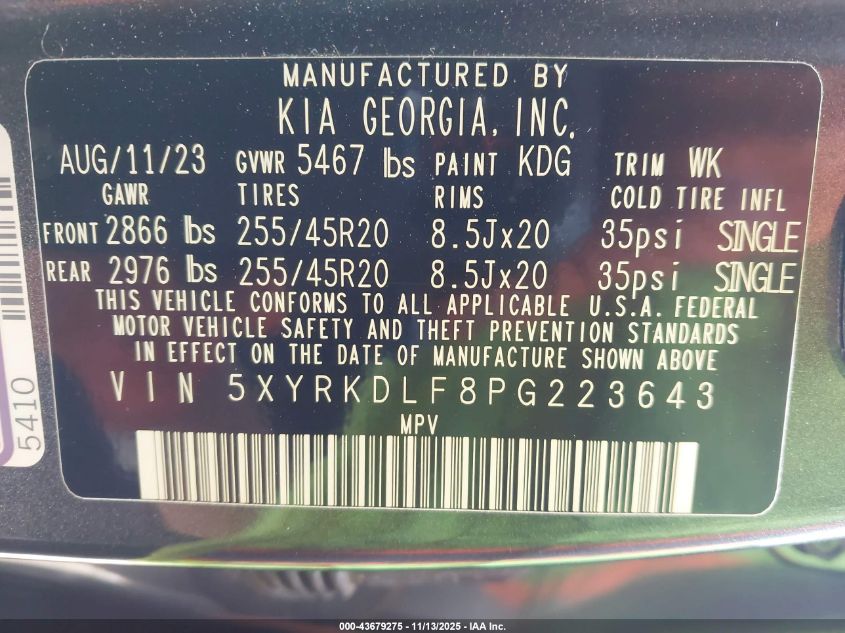 MANUFACTURED BY
KIA GEORGIA, INC.
AUG/11/23 GVWR 5467 lbs PAINT KDG TRIM WK
GAWR TIRES RIMS COLD TIRE INFL
FRONT 2866 lbs 255/45R20 8.5Jx20 35psi SINGLE
REAR 2976 lbs 255/45R20 8.5Jx20 35psi SINGLE
THIS VEHICLE CONFORMS TO ALL APPLICABLE U.S.A. FEDERAL
MOTOR VEHICLE SAFETY AND THEFT PREVENTION STANDARDS
IN EFFECT ON THE DATE OF MANUFACTURE SHOWN ABOVE
VIN 5XYRKDLF8PG223643
MPV
5410
000-43679275 - 11/13/2025 - IAA Inc.